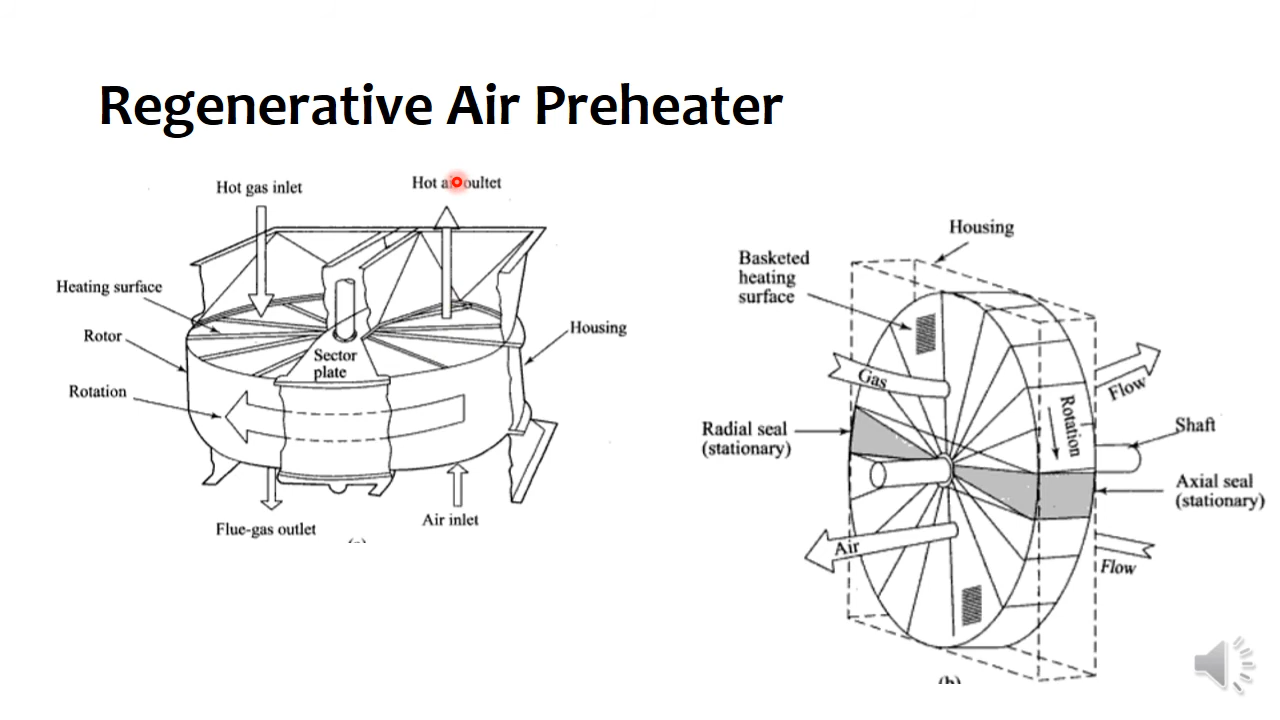 Regenerative Air Preheater
Hot gas inlet
Hot oultet
Heating surface
Rotor
Rotation
Sector
plate
Housing
Flue-gas outlet
Air inlet
Housing
Basketed
heating
surface
Gas
Flow
Rotation
Radial seal
(stationary)
Shaft
Axial seal
(stationary)
Air
Flow